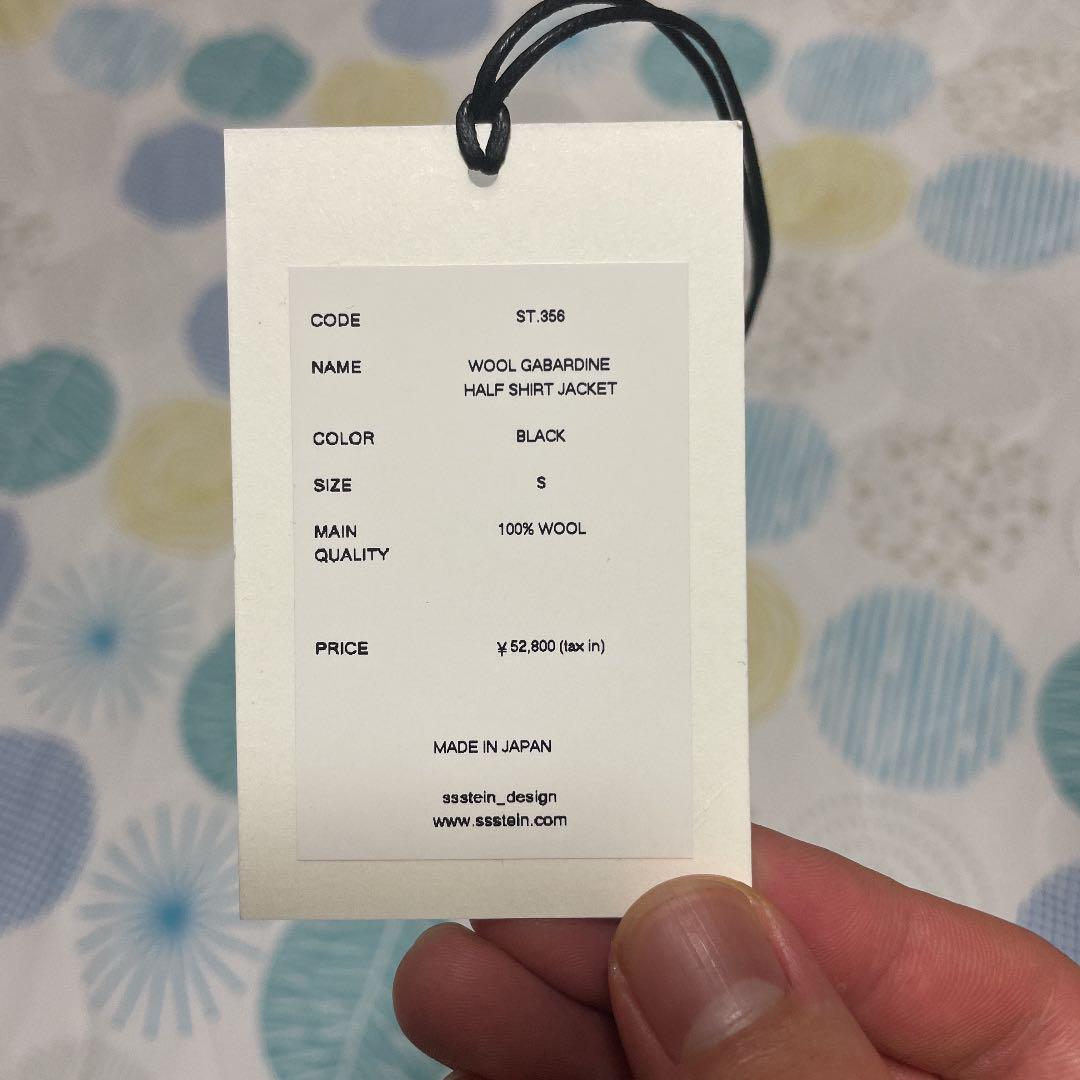 CODE ST.356
NAME WOOL GABARDINE
HALF SHIRT JACKET
COLOR BLACK
SIZE S
MAIN 100% WOOL
QUALITY
PRICE ¥52,800 (tax in)
MADE IN JAPAN
ssstein_design
www.ssstein.com